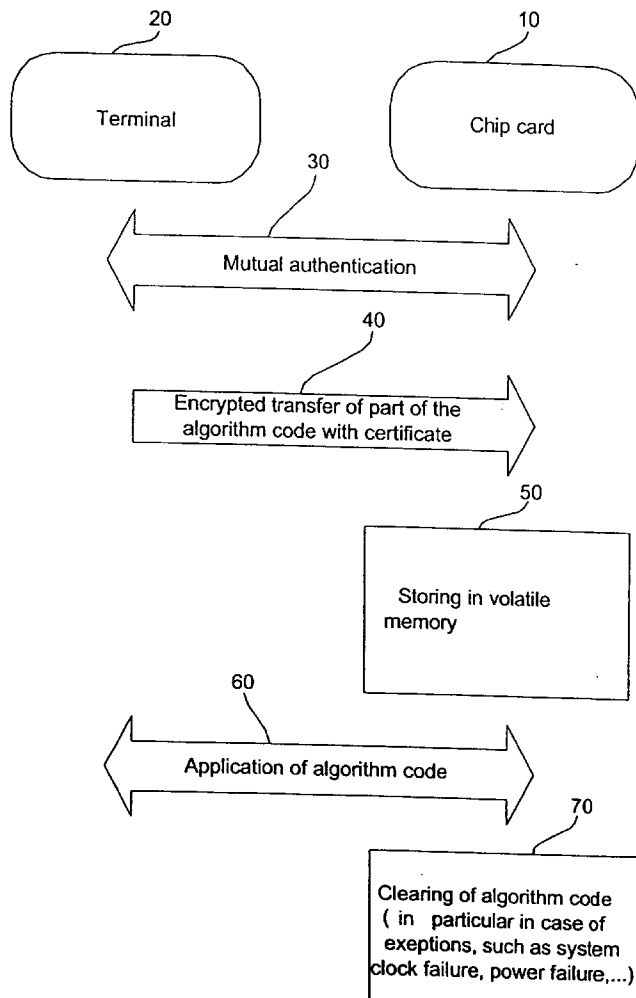 20
10
Terminal
Chip card
30
Mutual authentication
40
Encrypted transfer of part of the
algorithm code with certificate
50
Storing in volatile
memory
60
Application of algorithm code
70
Clearing of algorithm code
( in particular in case of
exeptions, such as system
clock failure, power failure,...)